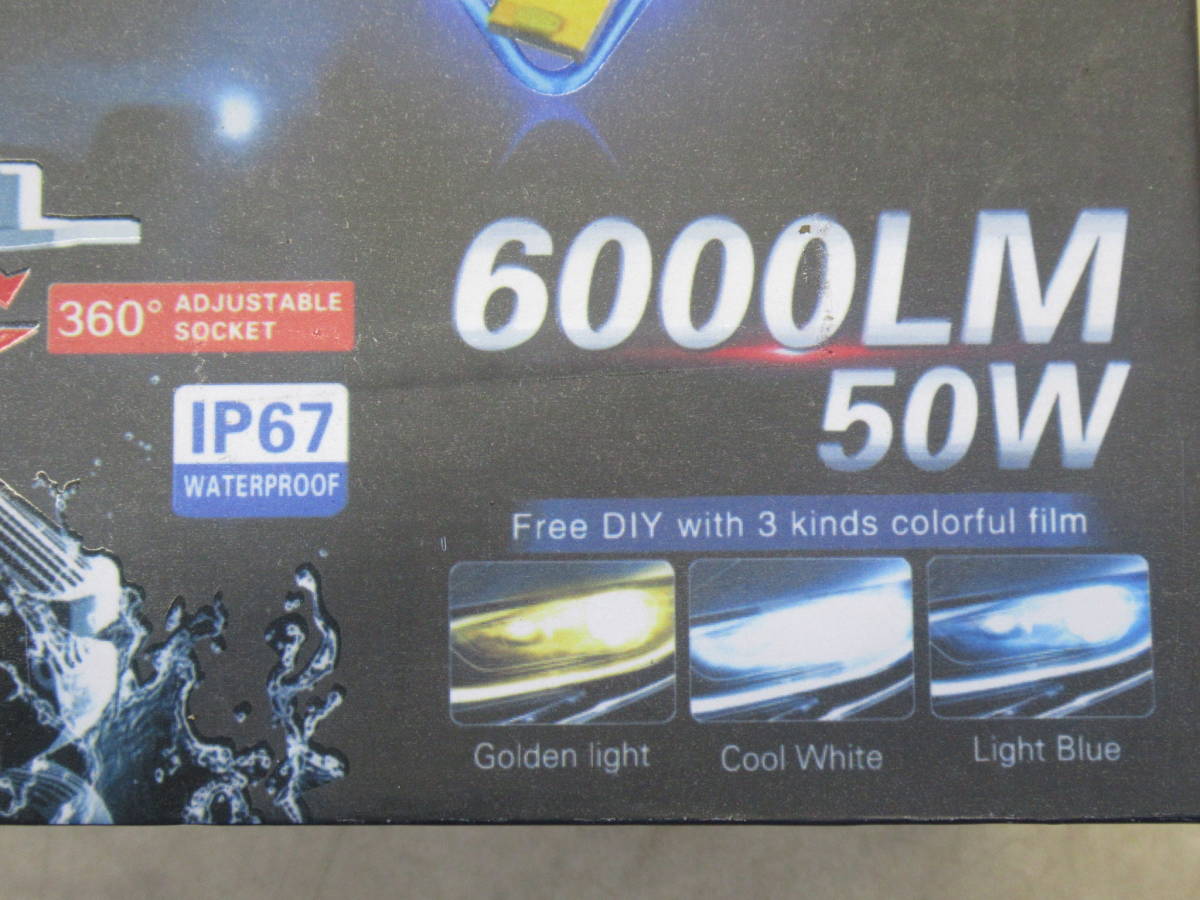 6000LM
360° ADJUSTABLE
SOCKET
50W
IP67
WATERPROOF
Free DIY with 3 kinds colorful film
Golden light
Cool White
Light Blue